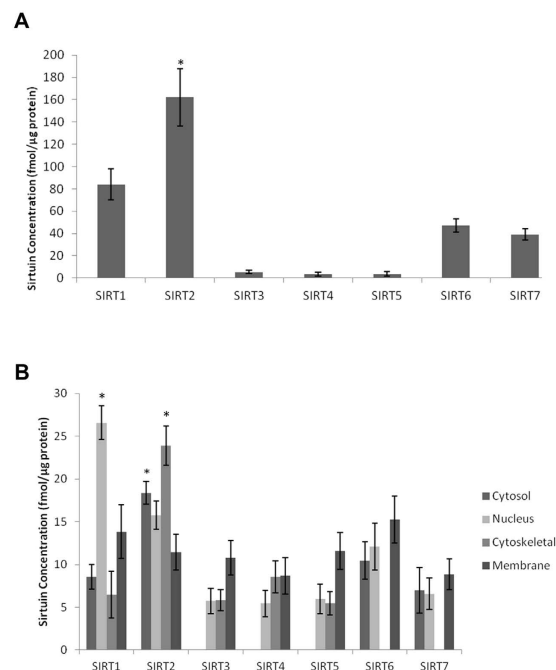 A
Sirtuin Concentration (fmol/µg protein)
200
180
160
140
120
100
80
60
40
20
0
*
SIRT1 SIRT2 SIRT3 SIRT4 SIRT5 SIRT6 SIRT7
B
Sirtuin Concentration (fmol/µg protein)
30
25
20
15
10
5
0
* * *
Cytosol
Nucleus
Cytoskeletal
Membrane
SIRT1 SIRT2 SIRT3 SIRT4 SIRT5 SIRT6 SIRT7